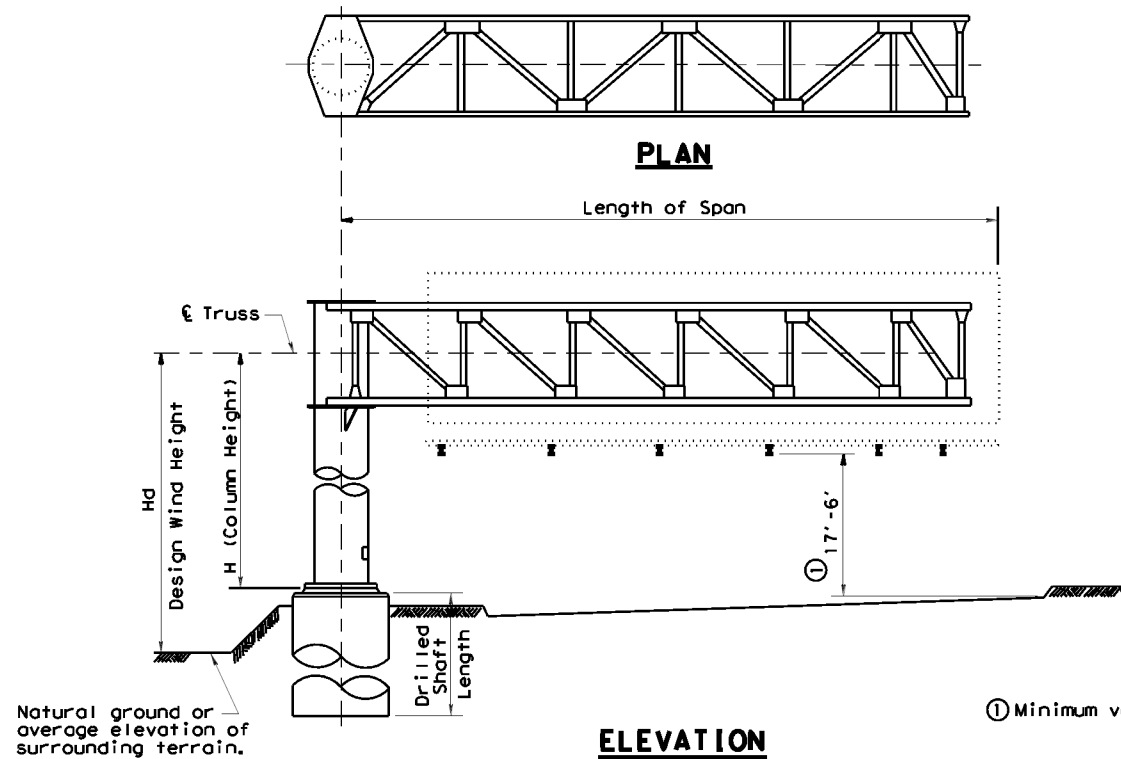 PLAN
Length of Span
℄ Truss
Hd
Design Wind Height
H (Column Height)
① 17'-6'
Drilled
Shaft
Length
Natural ground or
average elevation of
surrounding terrain.
① Minimum v
ELEVATION